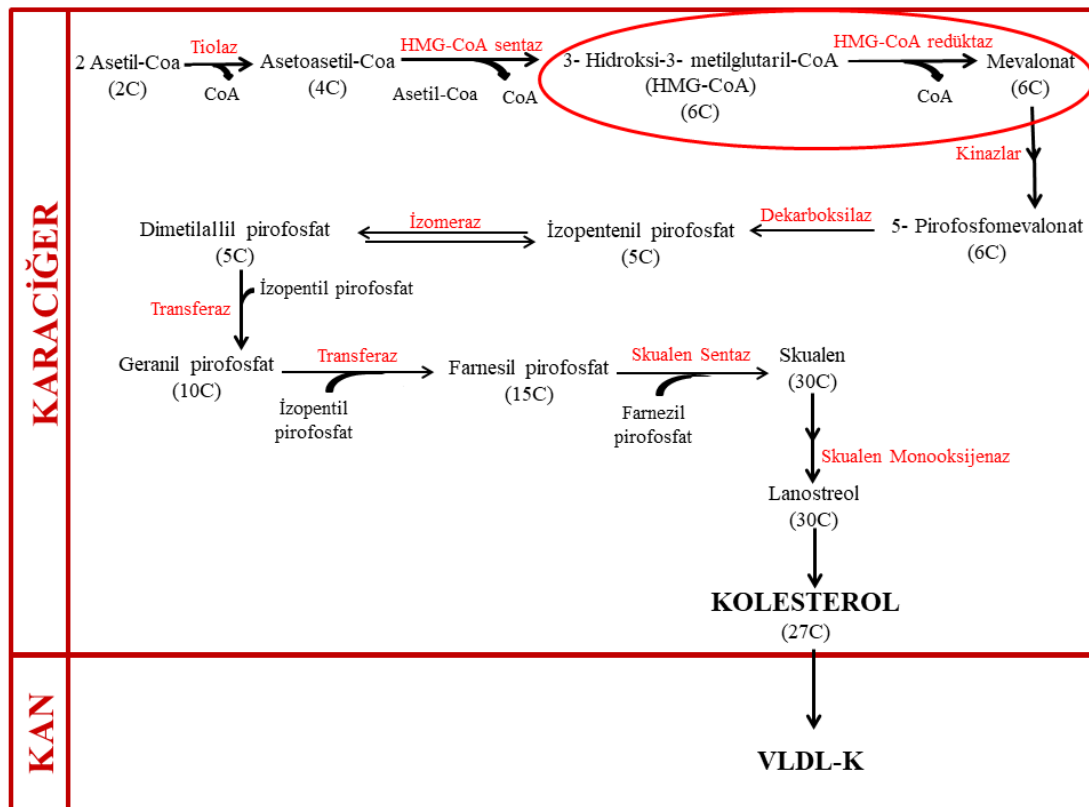 KARACİĞER
2 Asetil-Coa
(2C)
Tiolaz
CoA
Asetoasetil-Coa
(4C)
HMG-CoA sentaz
Asetil-Coa
CoA
3- Hidroksi-3- metilglutaril-CoA
(HMG-CoA)
(6C)
HMG-CoA redüktaz
CoA
Mevalonat
(6C)
Kinazlar
5- Pirofosfomevalonat
(6C)
Dekarboksilaz
İzopentenil pirofosfat
(5C)
İzomeraz
Dimetilallil pirofosfat
(5C)
Transferaz
İzopentil pirofosfat
Geranil pirofosfat
(10C)
Transferaz
İzopentil
pirofosfat
Farnesil pirofosfat
(15C)
Skualen Sentaz
Farnezil
pirofosfat
Skualen
(30C)
Skualen Monooksijenaz
Lanostreol
(30C)
KOLESTEROL
(27C)
KAN
VLDL-K